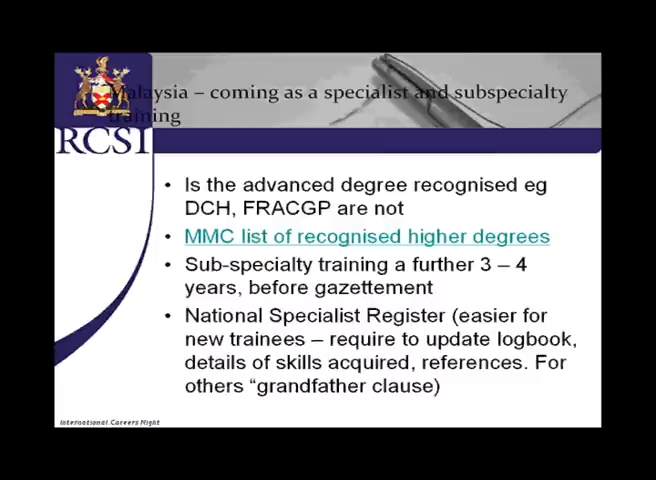 Malaysia – coming as a specialist and subspecialty
training
RCSI
• Is the advanced degree recognised eg
DCH, FRACGP are not
• MMC list of recognised higher degrees
• Sub-specialty training a further 3 – 4
years, before gazettement
• National Specialist Register (easier for
new trainees – require to update logbook,
details of skills acquired, references. For
others “grandfather clause)
International Careers Night